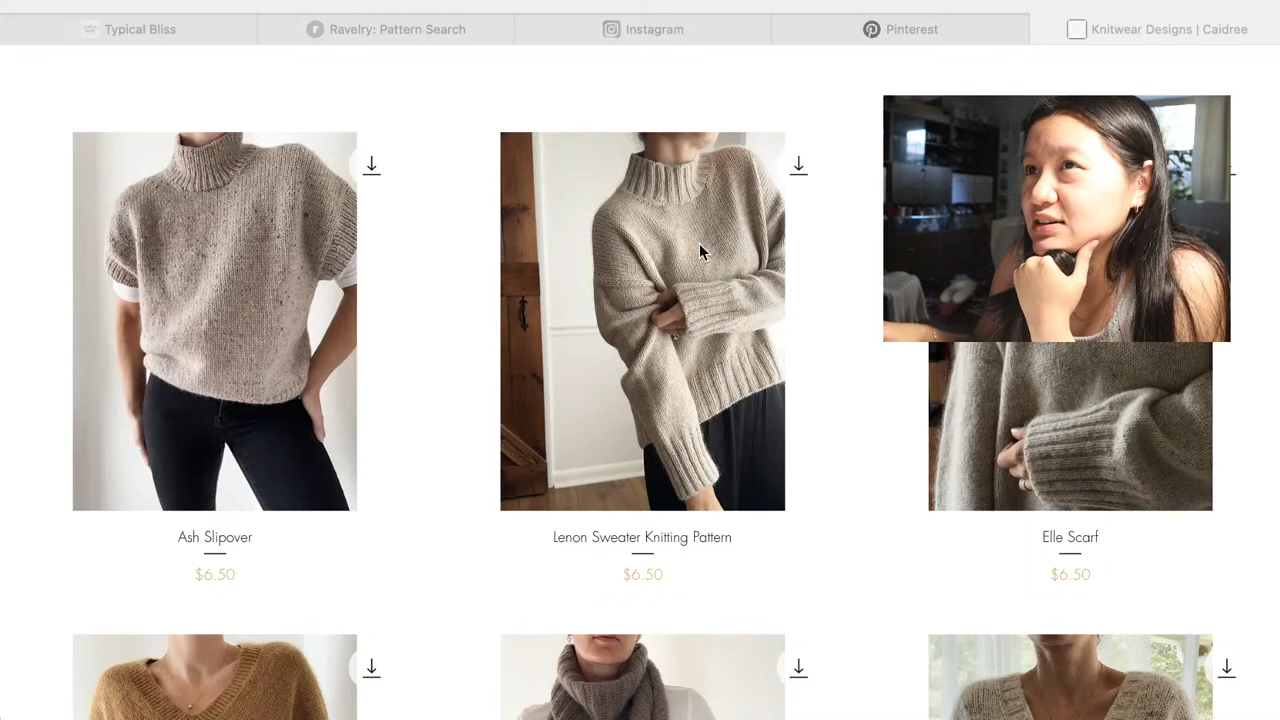 Typical Bliss
Ravelry: Pattern Search
Instagram
Pinterest
Knitwear Designs | Caidree
Ash Slipover
$6.50
Lenon Sweater Knitting Pattern
$6.50
Elle Scarf
$6.50